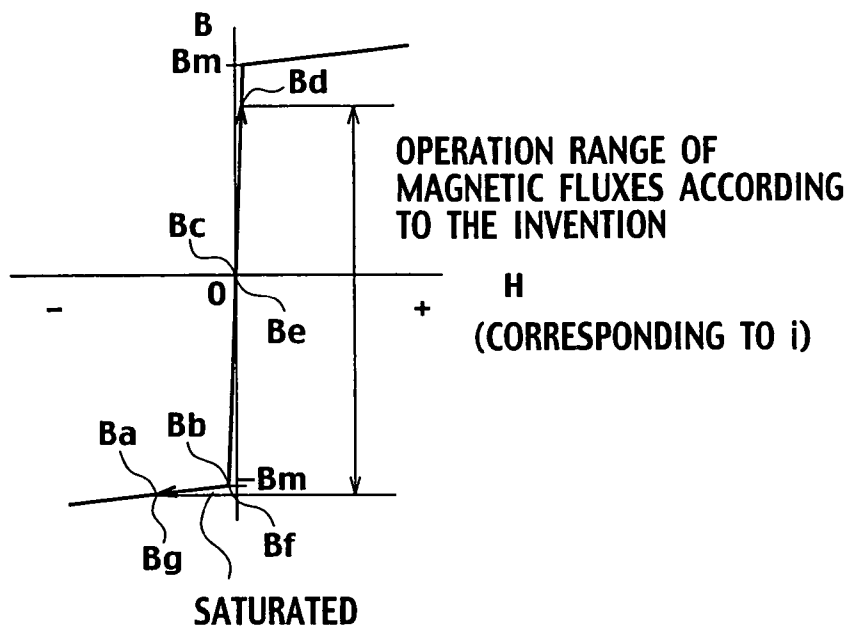 B
Bm
Bd
OPERATION RANGE OF
MAGNETIC FLUXES ACCORDING
TO THE INVENTION
Bc
0
H
-
+
Be
(CORRESPONDING TO i)
Ba
Bb
-Bm
Bg
Bf
SATURATED